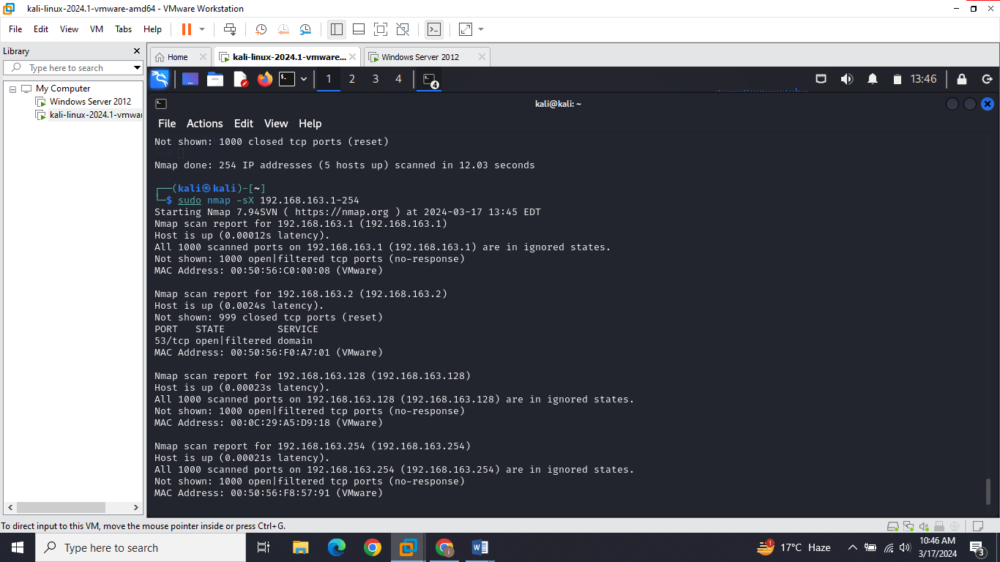 kali-linux-2024.1-vmware-amd64 - VMware Workstation
File Edit View VM Tabs Help
Library
Type here to search
My Computer
Windows Server 2012
kali-linux-2024.1-vmwar
Home
kali-linux-2024.1-vmware...
Windows Server 2012
1 2 3 4
4
13:46
kali@kali: ~
File Actions Edit View Help
Not shown: 1000 closed tcp ports (reset)
Nmap done: 254 IP addresses (5 hosts up) scanned in 12.03 seconds
┌──(kali㉿kali)-[~]
└─$ sudo nmap -sX 192.168.163.1-254
Starting Nmap 7.94SVN ( https://nmap.org ) at 2024-03-17 13:45 EDT
Nmap scan report for 192.168.163.1 (192.168.163.1)
Host is up (0.00012s latency).
All 1000 scanned ports on 192.168.163.1 (192.168.163.1) are in ignored states.
Not shown: 1000 open|filtered tcp ports (no-response)
MAC Address: 00:50:56:C0:00:08 (VMware)
Nmap scan report for 192.168.163.2 (192.168.163.2)
Host is up (0.0024s latency).
Not shown: 999 closed tcp ports (reset)
PORT STATE SERVICE
53/tcp open|filtered domain
MAC Address: 00:50:56:F0:A7:01 (VMware)
Nmap scan report for 192.168.163.128 (192.168.163.128)
Host is up (0.00023s latency).
All 1000 scanned ports on 192.168.163.128 (192.168.163.128) are in ignored states.
Not shown: 1000 open|filtered tcp ports (no-response)
MAC Address: 00:0C:29:A5:D9:18 (VMware)
Nmap scan report for 192.168.163.254 (192.168.163.254)
Host is up (0.00021s latency).
All 1000 scanned ports on 192.168.163.254 (192.168.163.254) are in ignored states.
Not shown: 1000 open|filtered tcp ports (no-response)
MAC Address: 00:50:56:F8:57:91 (VMware)
To direct input to this VM, move the mouse pointer inside or press Ctrl+G.
Type here to search
1
17°C Haze
10:46 AM
3/17/2024
3